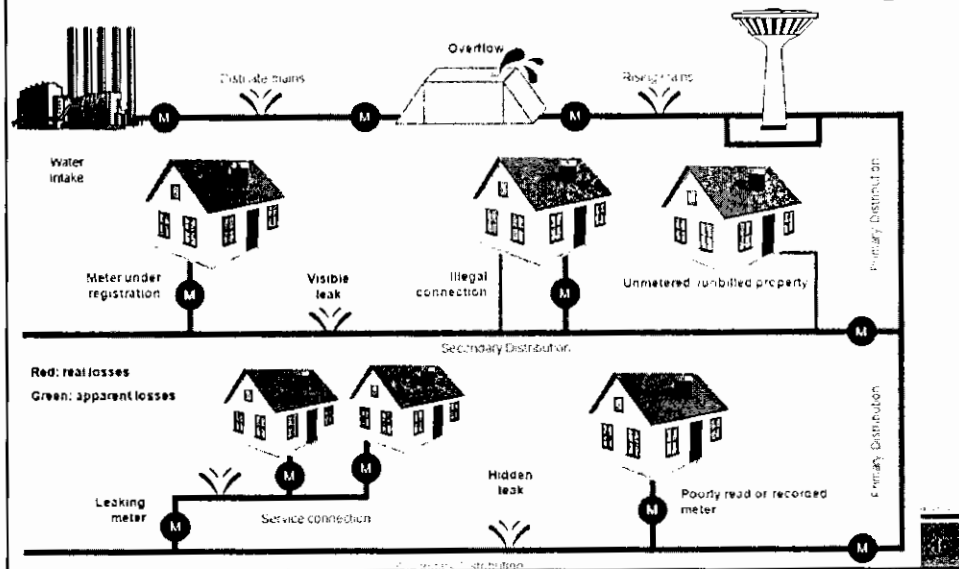 Overflow
mains
Rising mains
M
M
M
Water
intake
Primary Distribution
Meter under
registration
Visible
leak
Illegal
connection
Unmetered /unbilled property
M
M
M
Secondary Distribution
Red: real losses
Green: apparent losses
Primary Distribution
M
M
Leaking
meter
Service connection
Hidden
leak
Poorly read or recorded
meter
M
M
M
Distribution